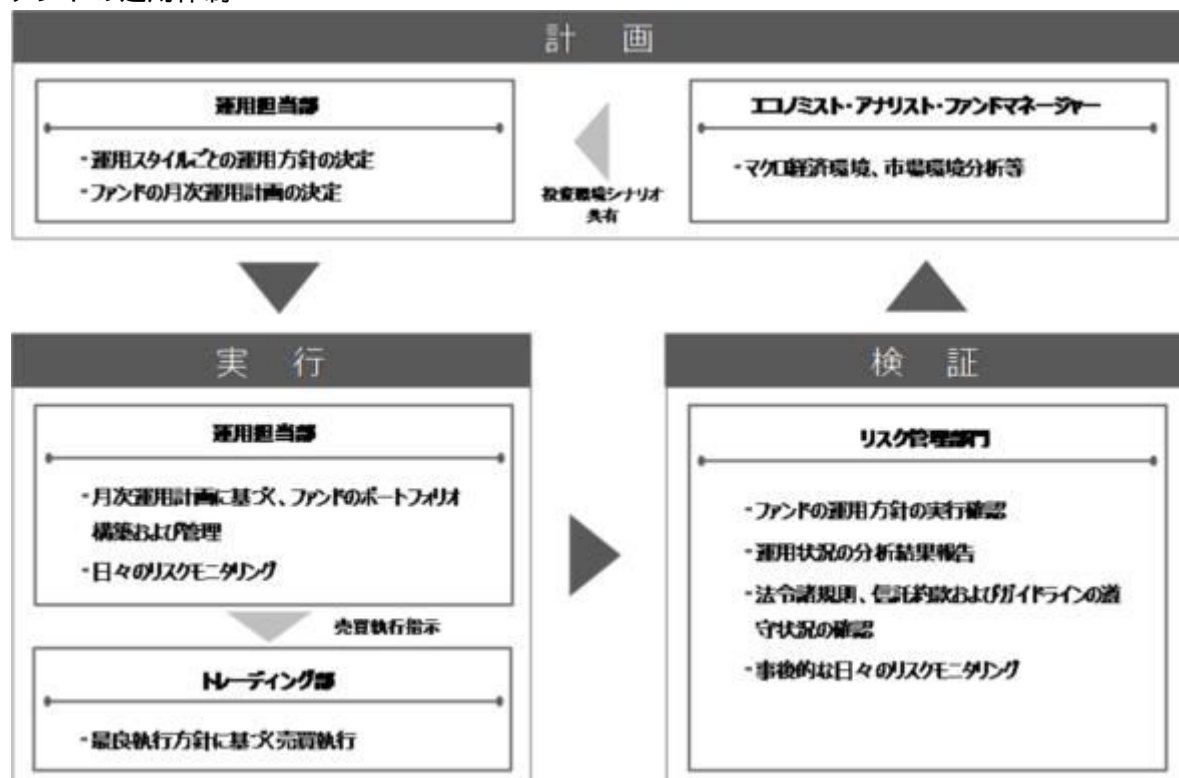 計 画
運用担当部
・運用スタイルごとの運用方針の決定
・ファンドの月次運用計画の決定
投資環境シナリオ
共有
エコノミスト・アナリスト・ファンドマネージャー
・マクロ経済環境、市場環境分析等
実 行
運用担当部
・月次運用計画に基づく、ファンドのポートフォリオ
構築および管理
・日々のリスクモニタリング
売買執行指示
トレーディング部
・最良執行方針に基づく売買執行
検 証
リスク管理部門
・ファンドの運用方針の実行確認
・運用状況の分析結果報告
・法令諸規則、信託約款およびガイドラインの遵
守状況の確認
・事後的な日々のリスクモニタリング